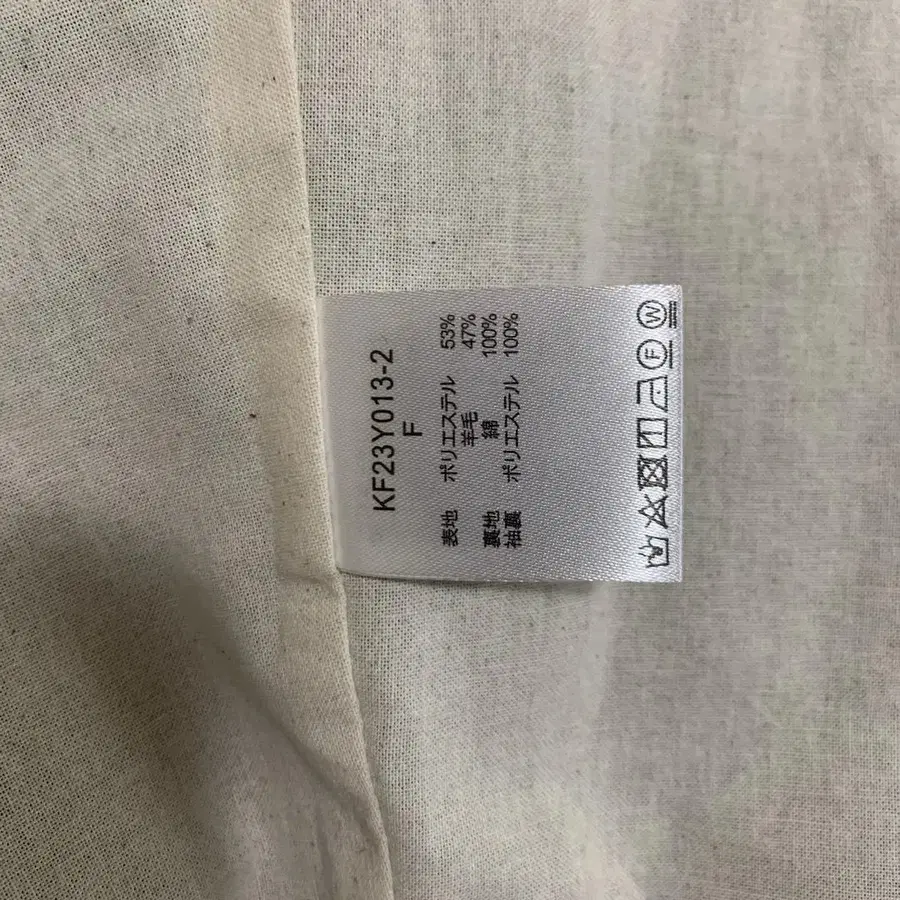 KF23Y013-2
F
表地 ポリエステル 53%
羊毛 47%
裏地 綿 100%
袖裏 ポリエステル 100%
F W